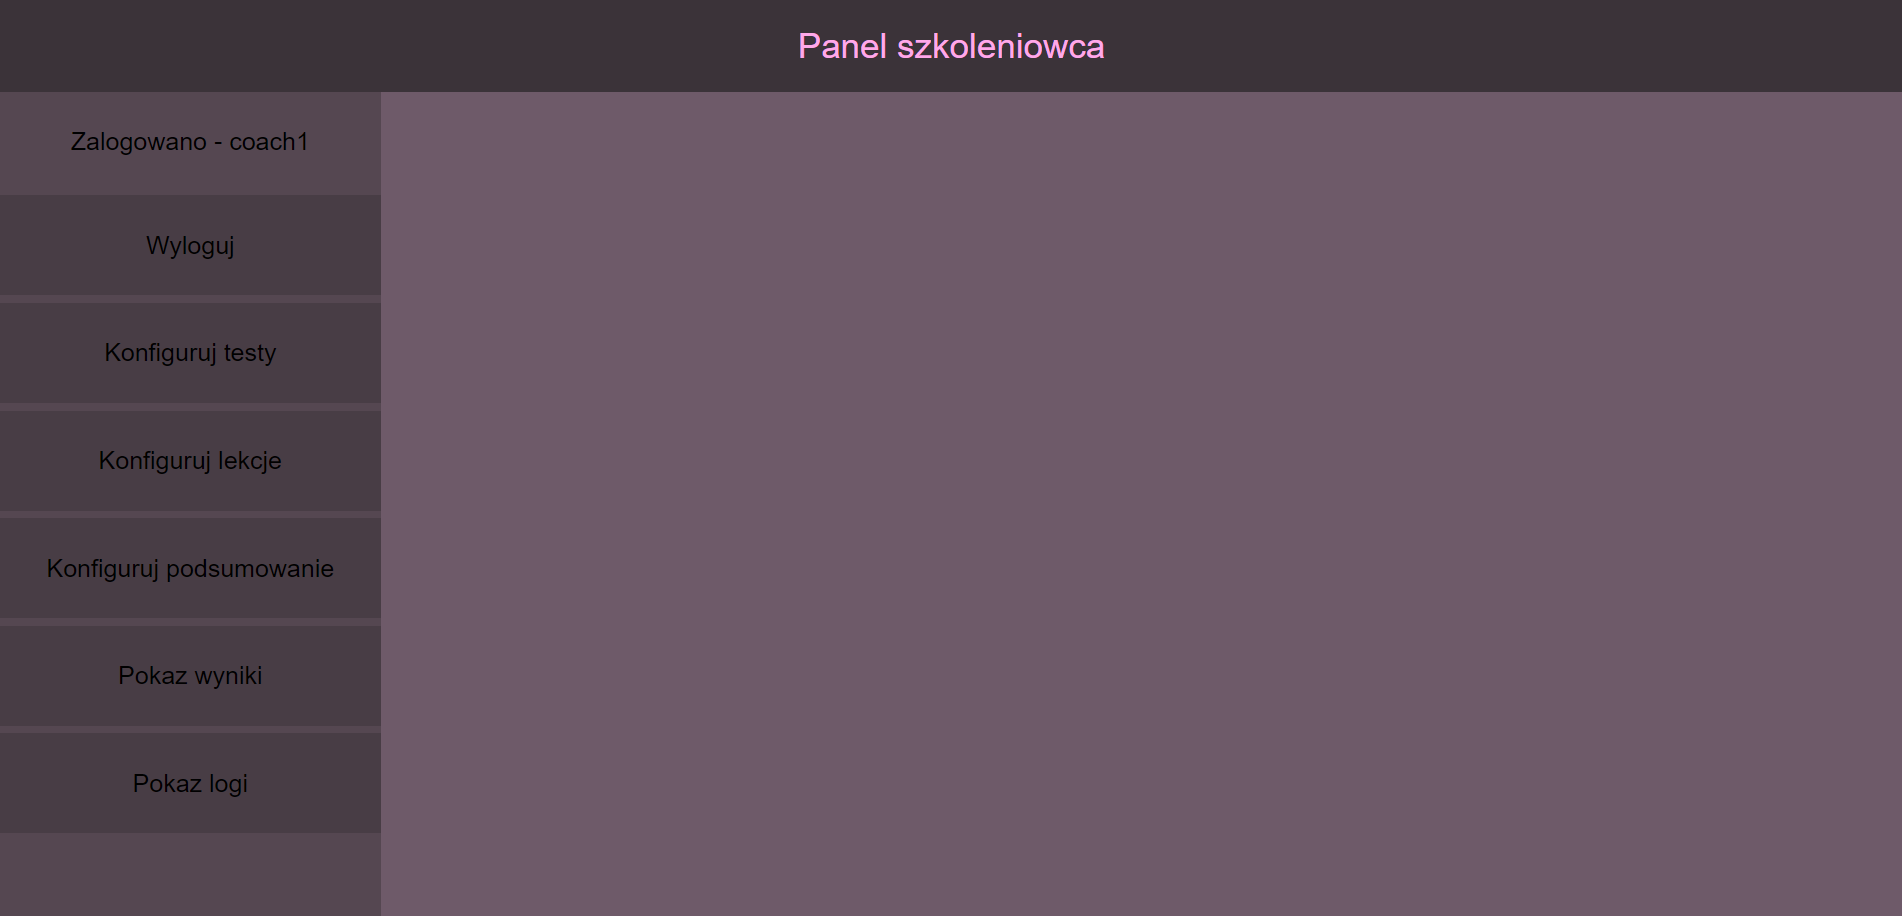 Panel szkoleniowca
Zalogowano - coach1
Wyloguj
Konfiguruj testy
Konfiguruj lekcje
Konfiguruj podsumowanie
Pokaz wyniki
Pokaz logi